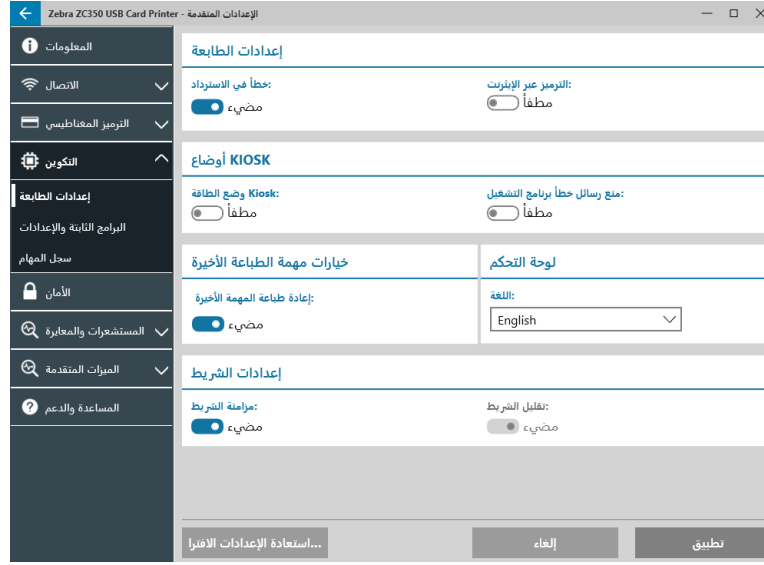 Zebra ZC350 USB Card Printer - الإعدادات المتقدمة
المعلومات
الاتصال
الترميز المغناطيسي
التكوين
إعدادات الطابعة
البرامج الثابتة والإعدادات
سجل المهام
الأمان
المستشعرات والمعايرة
الميزات المتقدمة
المساعدة والدعم
إعدادات الطابعة
خطأ في الاسترداد:
مضيء
الترميز عبر الإيثرنت:
مطفأ
أوضاع KIOSK
وضع الطاقة Kiosk:
مطفأ
منع رسائل خطأ برنامج التشغيل:
مطفأ
خيارات مهمة الطباعة الأخيرة
إعادة طباعة المهمة الأخيرة:
مضيء
لوحة التحكم
اللغة:
English
إعدادات الشريط
مزامنة الشريط:
مضيء
تقليل الشريط:
مضيء
استعادة الإعدادات الافترا...
إلغاء
تطبيق